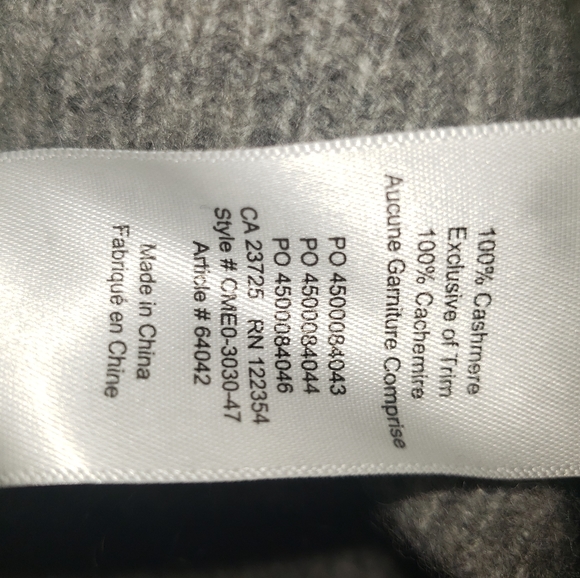 100% Cashmere
Exclusive of Trim
100% Cachemire
Aucune Garniture Comprise
PO 4500084043
PO 4500084044
PO 4500084046
CA 23725 RN 122354
Style # CME0-3030-47
Article # 64042
Made in China
Fabriqué en Chine